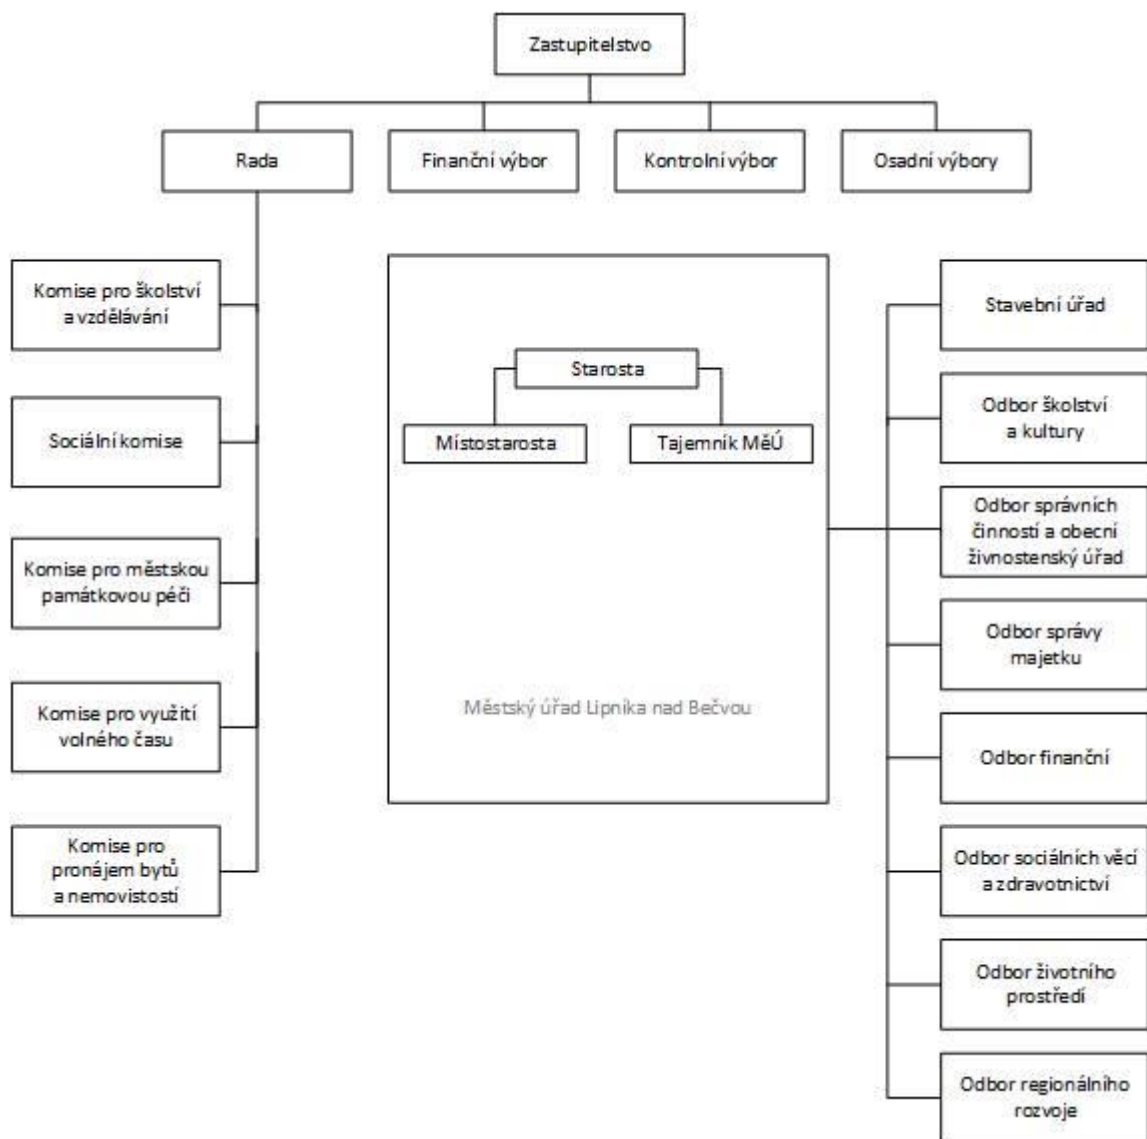 Zastupitelstvo
Rada
Finanční výbor
Kontrolní výbor
Osadní výbory
Komise pro školství
a vzdělávání
Sociální komise
Komise pro městskou
památkovou péči
Komise pro využití
volného času
Komise pro
pronájem bytů
a nemovistostí
Starosta
Místostarosta
Tajemník MěÚ
Městský úřad Lipníka nad Bečvou
Stavební úřad
Odbor školství
a kultury
Odbor správních
činností a obecní
živnostenský úřad
Odbor správy
majetku
Odbor finanční
Odbor sociálních věcí
a zdravotnictví
Odbor životního
prostředí
Odbor regionálního
rozvoje